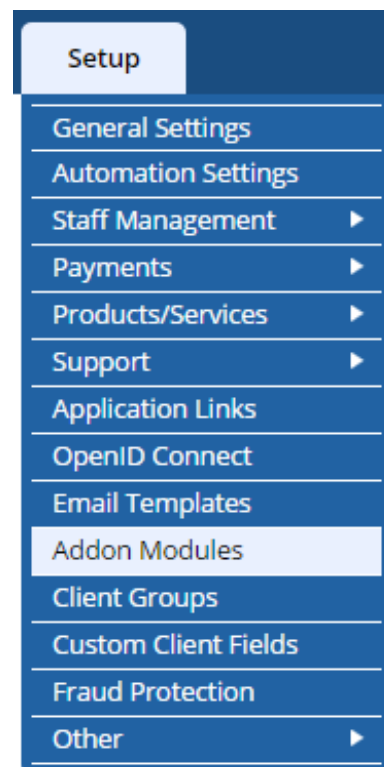 Setup
General Settings
Automation Settings
Staff Management
Payments
Products/Services
Support
Application Links
OpenID Connect
Email Templates
Addon Modules
Client Groups
Custom Client Fields
Fraud Protection
Other